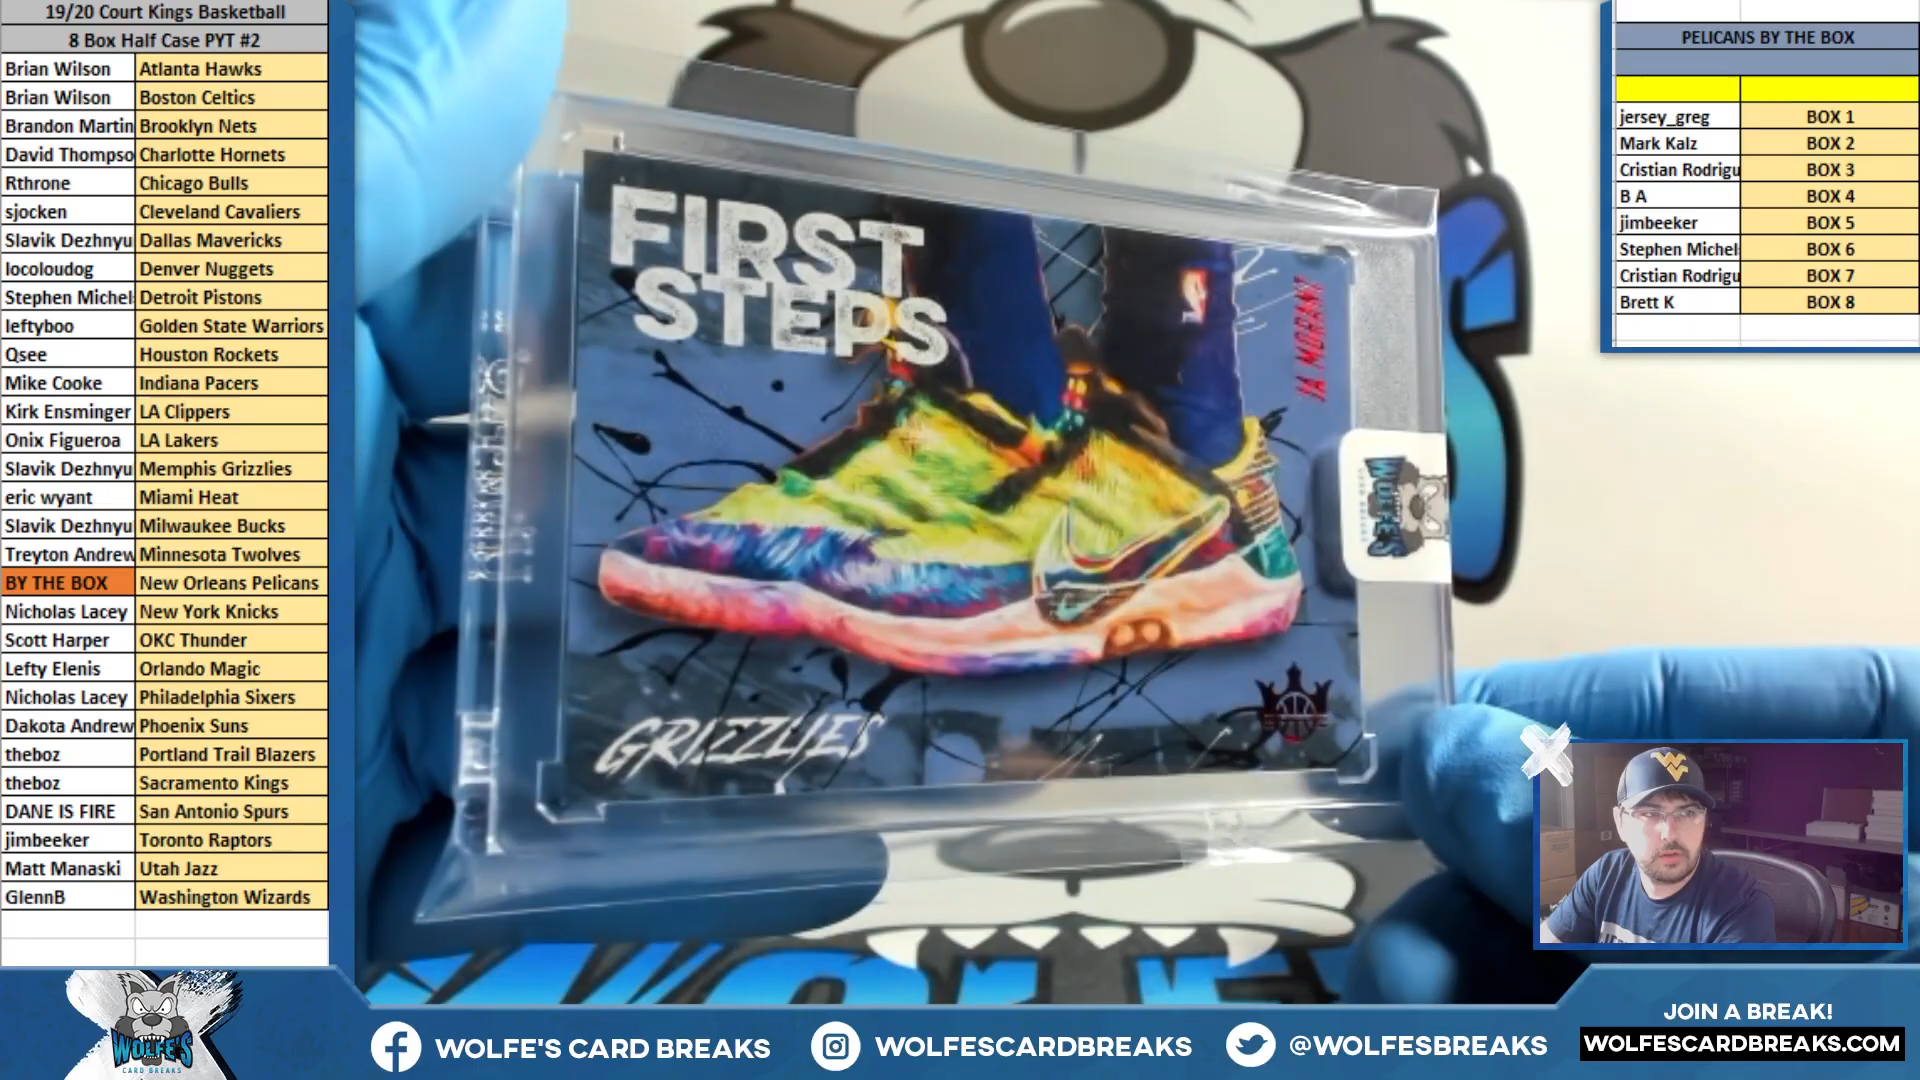 19/20 Court Kings Basketball
8 Box Half Case PYT #2
Brian Wilson Atlanta Hawks
Brian Wilson Boston Celtics
Brandon Martin Brooklyn Nets
David Thompso Charlotte Hornets
Rthrone Chicago Bulls
sjocken Cleveland Cavaliers
Slavik Dezhnyu Dallas Mavericks
locoloudog Denver Nuggets
Stephen Michel Detroit Pistons
leftyboo Golden State Warriors
Qsee Houston Rockets
Mike Cooke Indiana Pacers
Kirk Ensminger LA Clippers
Onix Figueroa LA Lakers
Slavik Dezhnyu Memphis Grizzlies
eric wyant Miami Heat
Slavik Dezhnyu Milwaukee Bucks
Treyton Andrew Minnesota Twolves
BY THE BOX New Orleans Pelicans
Nicholas Lacey New York Knicks
Scott Harper OKC Thunder
Lefty Elenis Orlando Magic
Nicholas Lacey Philadelphia Sixers
Dakota Andrew Phoenix Suns
theboz Portland Trail Blazers
theboz Sacramento Kings
DANE IS FIRE San Antonio Spurs
jimbeeker Toronto Raptors
Matt Manaski Utah Jazz
GlennB Washington Wizards
FIRST
STEPS
JA MORANT
GRIZZLIES
WOLFE'S
PELICANS BY THE BOX
jersey_greg BOX 1
Mark Kalz BOX 2
Cristian Rodrigu BOX 3
B A BOX 4
jimbeeker BOX 5
Stephen Michel BOX 6
Cristian Rodrigu BOX 7
Brett K BOX 8
WOLFE'S
CARD BREAKS
WOLFE'S CARD BREAKS
WOLFESCARDBREAKS
@WOLFESBREAKS
JOIN A BREAK!
WOLFESCARDBREAKS.COM